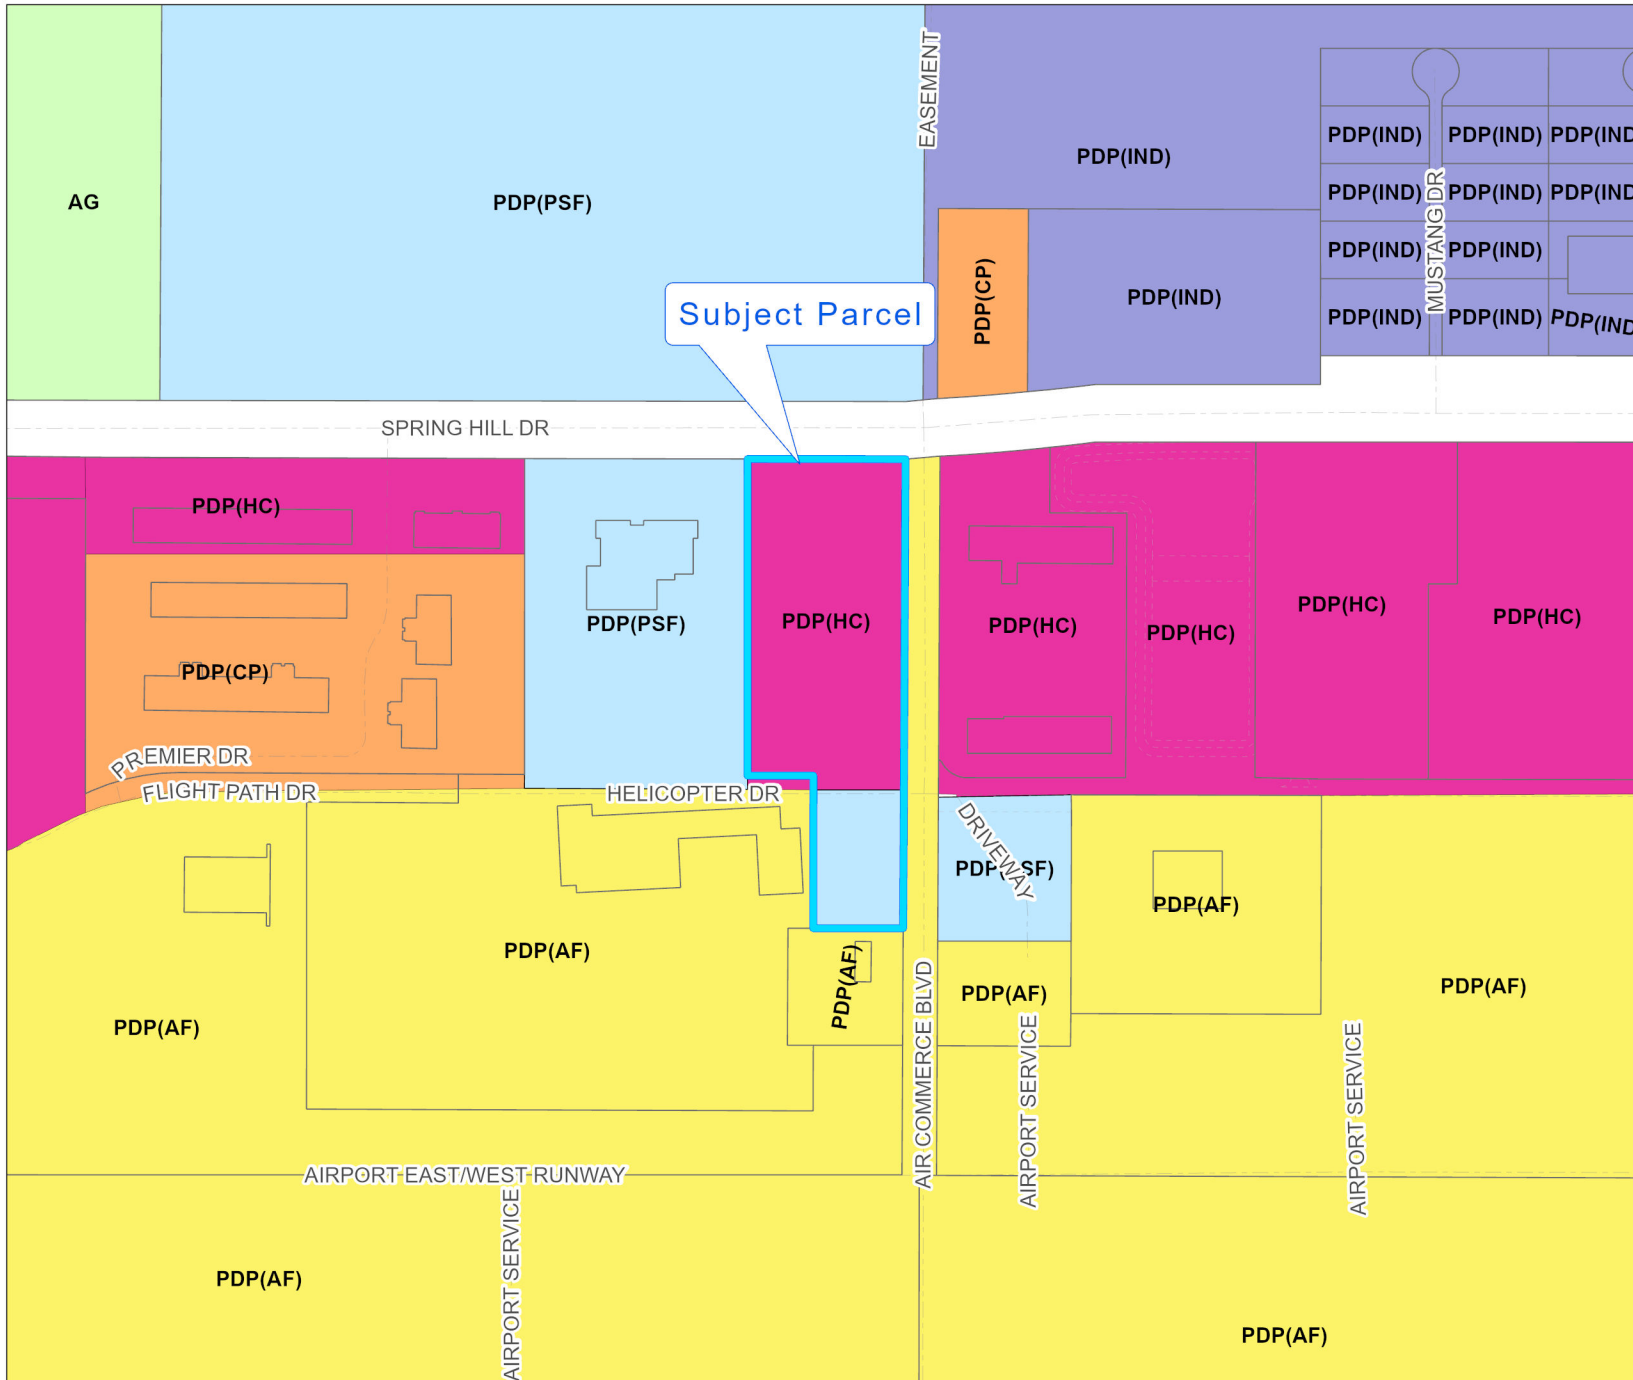 EASEMENT
PDP(IND)
PDP(IND)
PDP(IND)
PDP(IND)
AG
PDP(PSF)
PDP(IND)
PDP(IND)
PDP(IND)
MUSTANG DR
PDP(IND)
PDP(IND)
PDP(CP)
PDP(IND)
PDP(IND)
PDP(IND)
PDP(IND)
Subject Parcel
SPRING HILL DR
PDP(HC)
PDP(CP)
PDP(PSF)
PDP(HC)
PDP(HC)
PDP(HC)
PDP(HC)
PDP(HC)
PREMIER DR
FLIGHT PATH DR
HELICOPTER DR
DRIVEWAY
PDP(PSF)
PDP(AF)
PDP(AF)
PDP(AF)
PDP(AF)
PDP(AF)
PDP(AF)
AIR COMMERCE BLVD
AIRPORT SERVICE
AIRPORT SERVICE
AIRPORT EAST/WEST RUNWAY
AIRPORT SERVICE
PDP(AF)
PDP(AF)